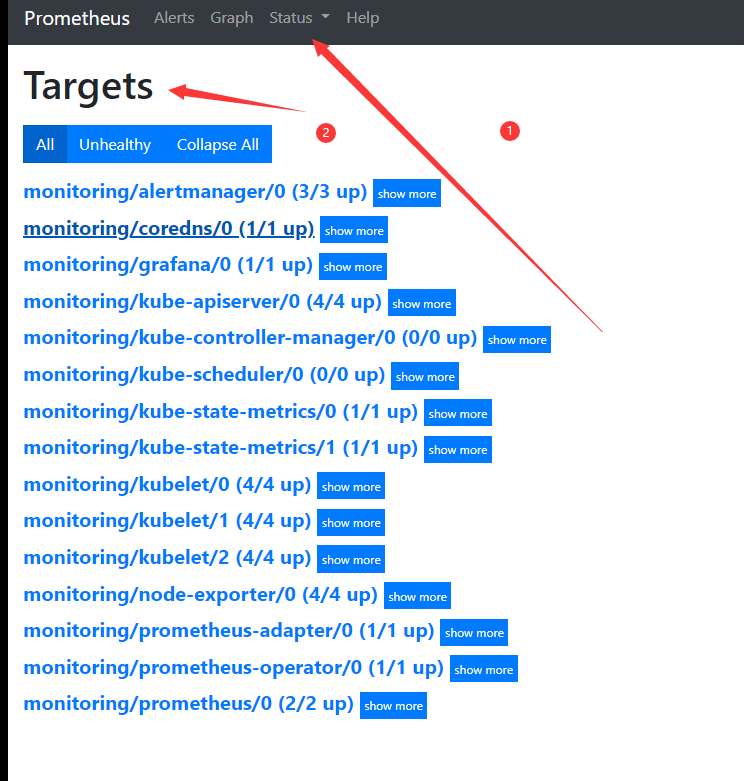 Prometheus Alerts Graph Status Help
Targets
1
2
All Unhealthy Collapse All
monitoring/alertmanager/0 (3/3 up) show more
monitoring/coredns/0 (1/1 up) show more
monitoring/grafana/0 (1/1 up) show more
monitoring/kube-apiserver/0 (4/4 up) show more
monitoring/kube-controller-manager/0 (0/0 up) show more
monitoring/kube-scheduler/0 (0/0 up) show more
monitoring/kube-state-metrics/0 (1/1 up) show more
monitoring/kube-state-metrics/1 (1/1 up) show more
monitoring/kubelet/0 (4/4 up) show more
monitoring/kubelet/1 (4/4 up) show more
monitoring/kubelet/2 (4/4 up) show more
monitoring/node-exporter/0 (4/4 up) show more
monitoring/prometheus-adapter/0 (1/1 up) show more
monitoring/prometheus-operator/0 (1/1 up) show more
monitoring/prometheus/0 (2/2 up) show more